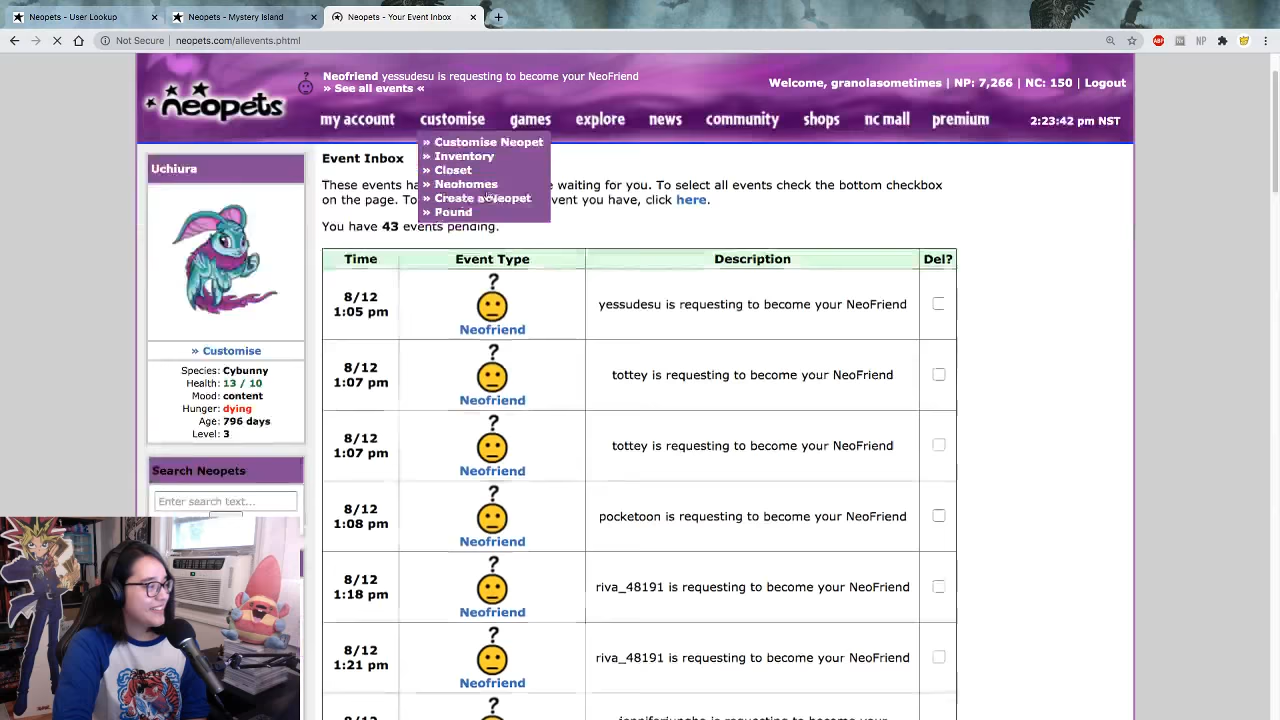 Neopets - User Lookup
Neopets - Mystery Island
Neopets - Your Event Inbox
Not Secure
neopets.com/allevents.phtml
ABP
NP
neopets
Neofriend yessudesu is requesting to become your NeoFriend
» See all events «
Welcome, granolasometimes | NP: 7,266 | NC: 150 | Logout
my account
customise
games
explore
news
community
shops
nc mall
premium
2:23:42 pm NST
» Customise Neopet
» Inventory
» Closet
» Neohomes
» Create a Neopet
» Pound
Uchiura
» Customise
Species: Cybunny
Health: 13 / 10
Mood: content
Hunger: dying
Age: 796 days
Level: 3
Search Neopets
Enter search text...
Event Inbox
These events ha waiting for you. To select all events check the bottom checkbox
on the page. To vent you have, click here.
You have 43 events pending.
Time Event Type Description Del?
8/12
1:05 pm
Neofriend
yessudesu is requesting to become your NeoFriend
8/12
1:07 pm
Neofriend
tottey is requesting to become your NeoFriend
8/12
1:07 pm
Neofriend
tottey is requesting to become your NeoFriend
8/12
1:08 pm
Neofriend
pocketoon is requesting to become your NeoFriend
8/12
1:18 pm
Neofriend
riva_48191 is requesting to become your NeoFriend
8/12
1:21 pm
Neofriend
riva_48191 is requesting to become your NeoFriend
8/12
is requesting to become your